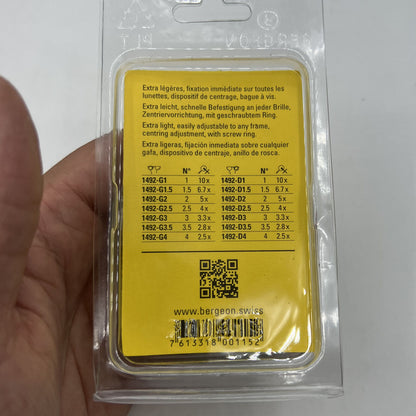 Extra légères, fixation immédiate sur toutes les
lunettes, dispositif de centrage, bague à vis.
Extra leicht, schnelle Befestigung an jeder Brille,
Zentriervorrichtung, mit geschraubtem Ring.
Extra light, easily adjustable to any frame,
centring adjustment, with screw ring.
Extra ligeras, fijación inmediata sobre cualquier
gafa, dispositivo de centraje, anillo de rosca.
N° N°
1492-G1 1 10x 1492-D1 1 10x
1492-G1.5 1.5 6.7x 1492-D1.5 1.5 6.7x
1492-G2 2 5x 1492-D2 2 5x
1492-G2.5 2.5 4x 1492-D2.5 2.5 4x
1492-G3 3 3.3x 1492-D3 3 3.3x
1492-G3.5 3.5 2.8x 1492-D3.5 3.5 2.8x
1492-G4 4 2.5x 1492-D4 4 2.5x
www.bergeon.swiss
7 613318 001152